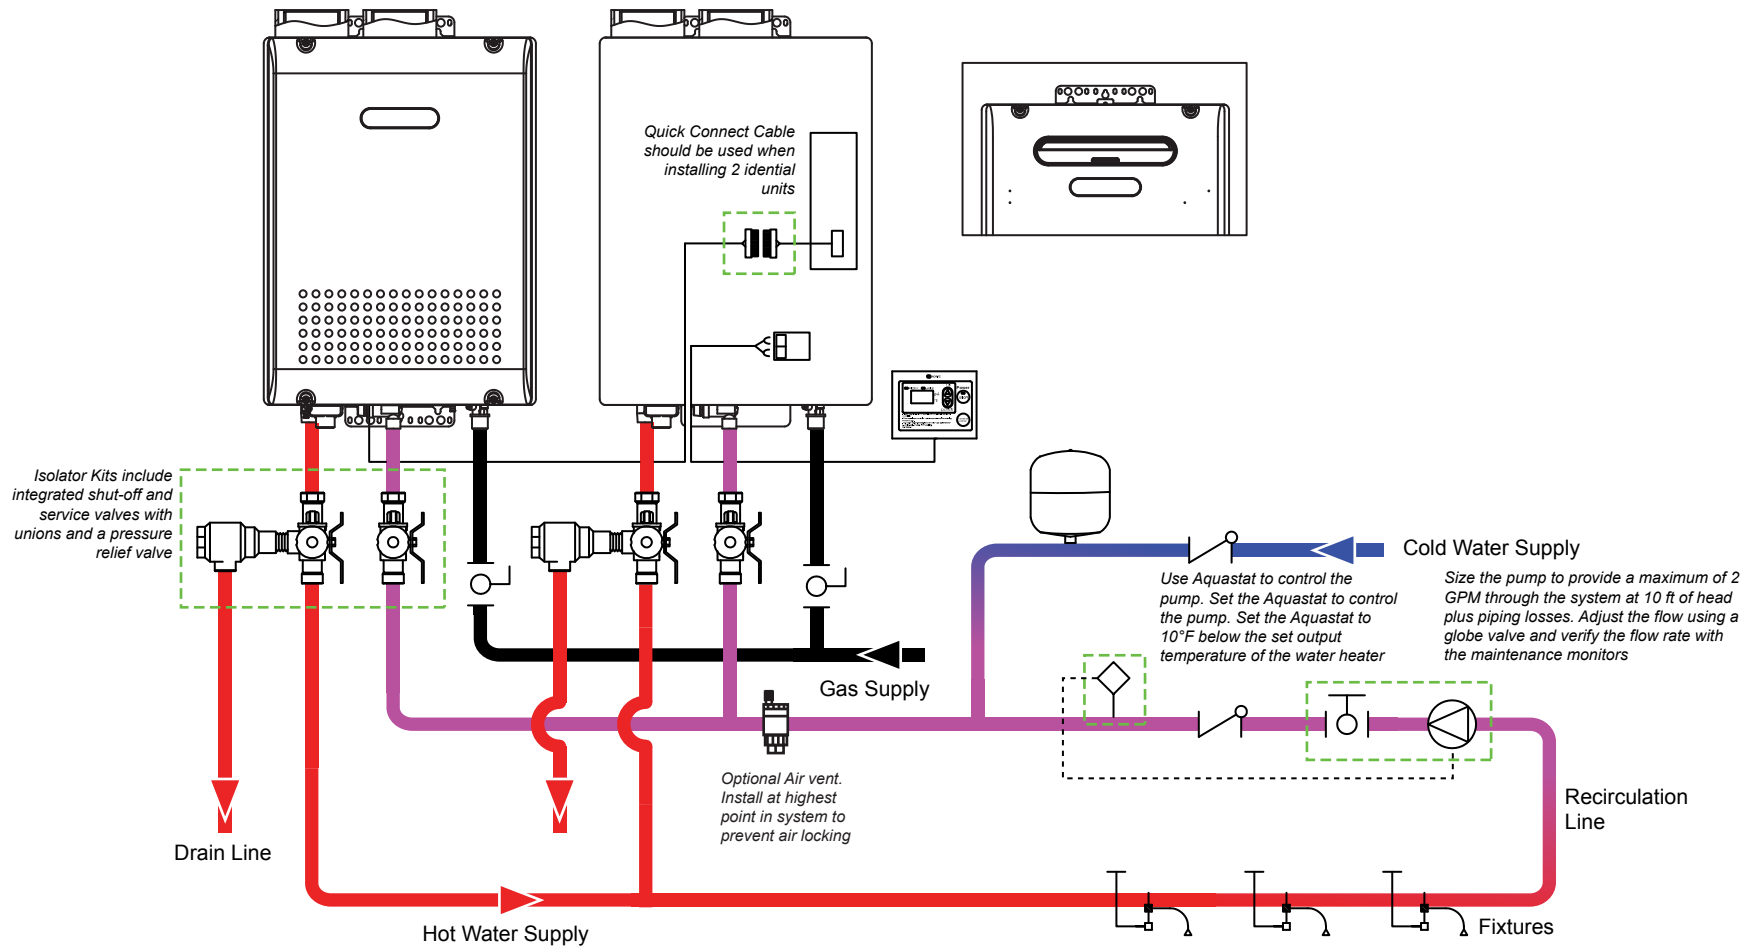 Quick Connect Cable
should be used when
installing 2 idential
units
Isolator Kits include
integrated shut-off and
service valves with
unions and a pressure
relief valve
Cold Water Supply
Use Aquastat to control the
pump. Set the Aquastat to control
the pump. Set the Aquastat to
10°F below the set output
temperature of the water heater
Size the pump to provide a maximum of 2
GPM through the system at 10 ft of head
plus piping losses. Adjust the flow using a
globe valve and verify the flow rate with
the maintenance monitors
Gas Supply
Optional Air vent.
Install at highest
point in system to
prevent air locking
Recirculation
Line
Drain Line
Hot Water Supply
Fixtures